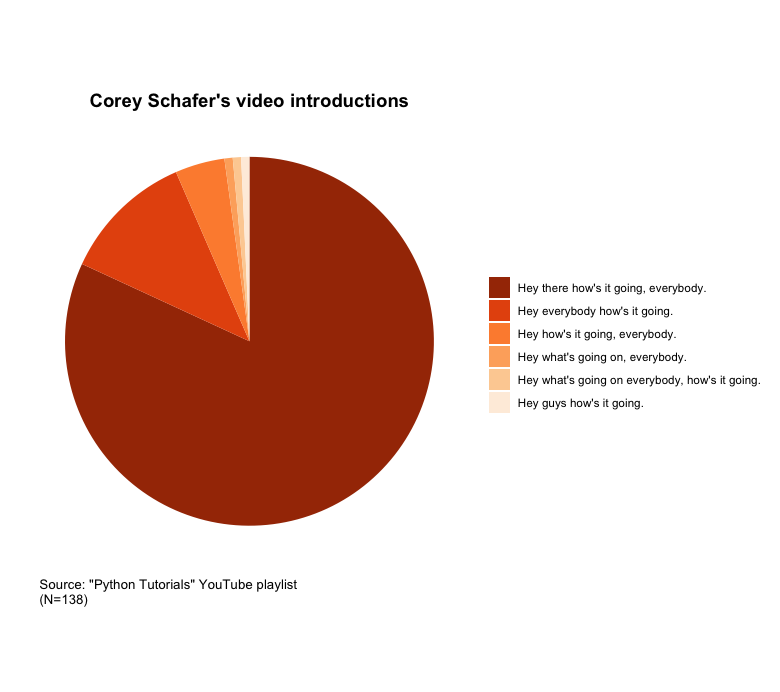 Corey Schafer's video introductions
Hey there how's it going, everybody.
Hey everybody how's it going.
Hey how's it going, everybody.
Hey what's going on, everybody.
Hey what's going on everybody, how's it going.
Hey guys how's it going.
Source: "Python Tutorials" YouTube playlist
(N=138)